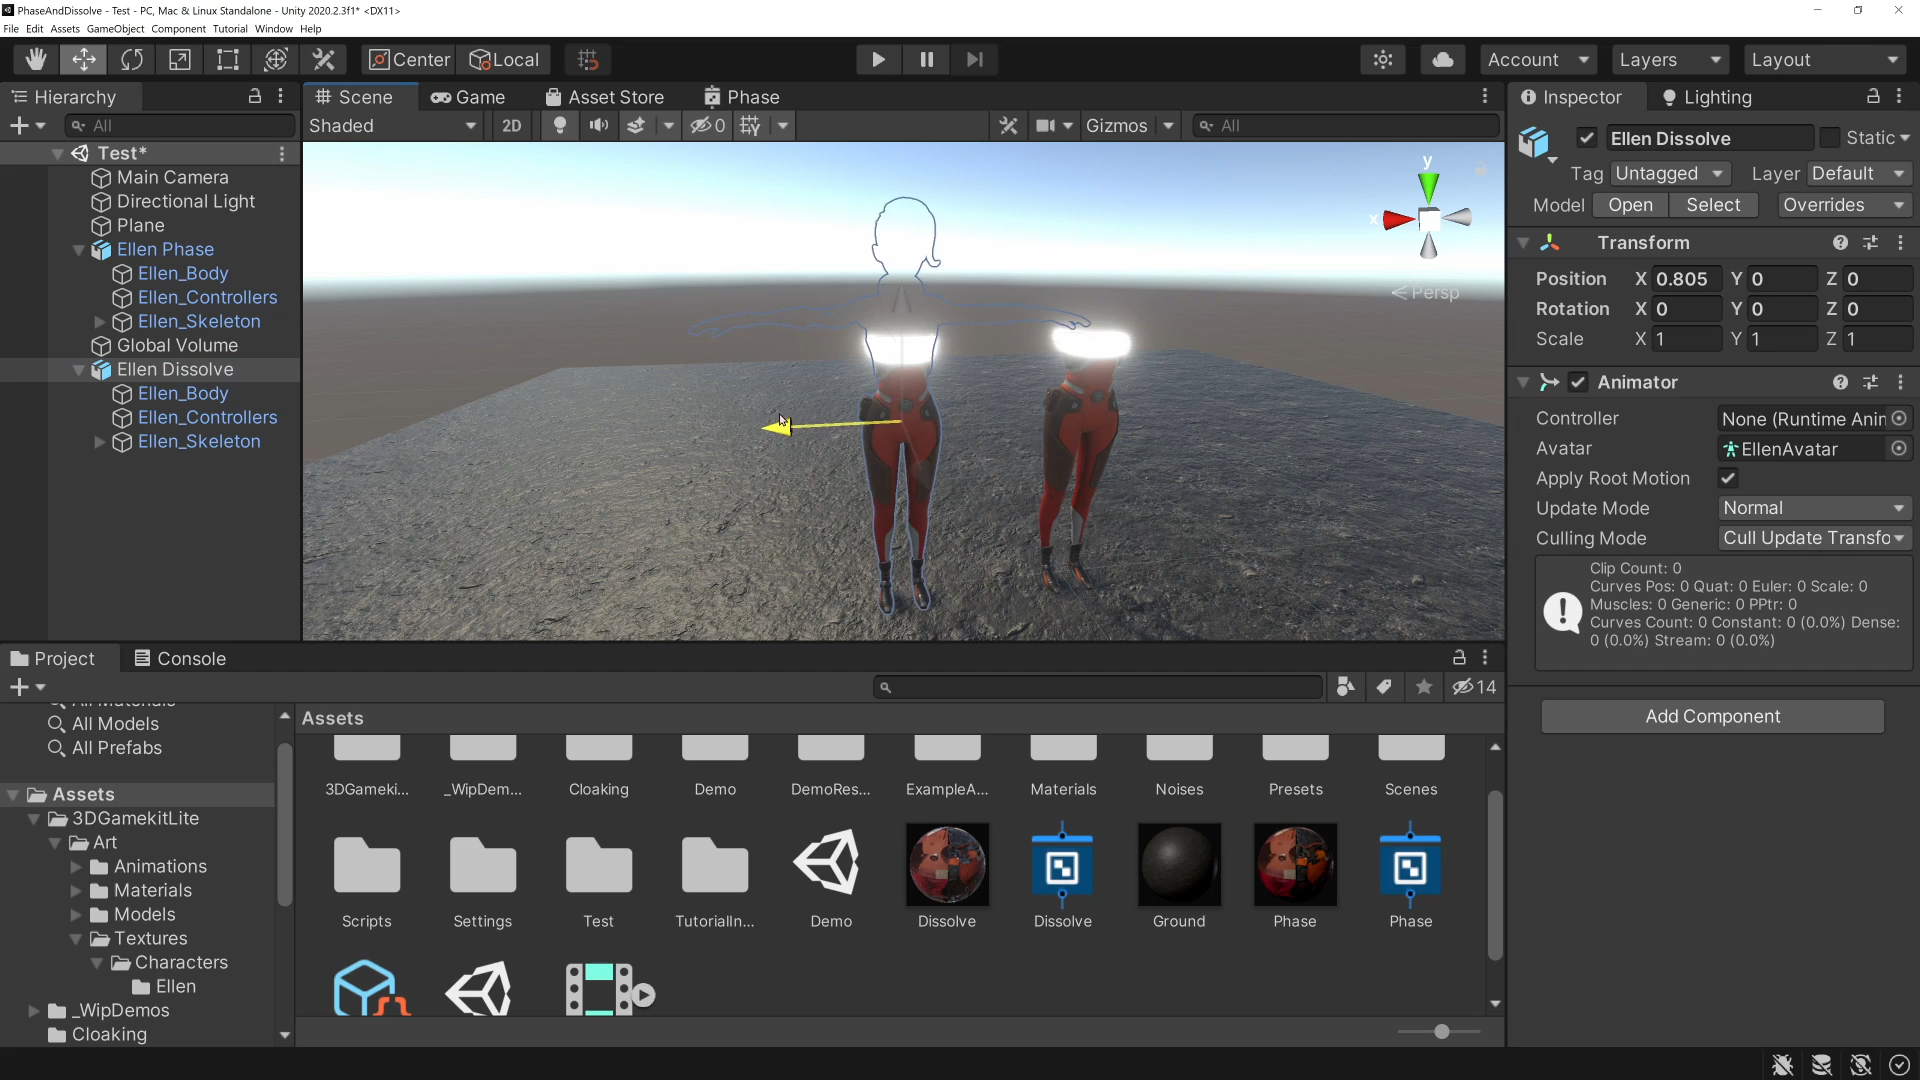 PhaseAndDissolve - Test - PC, Mac & Linux Standalone - Unity 2020.2.3f1* <DX11>
File Edit Assets GameObject Component Tutorial Window Help
Center Local Account Layers Layout
Hierarchy
All
Test*
Main Camera
Directional Light
Plane
Ellen Phase
Ellen_Body
Ellen_Controllers
Ellen_Skeleton
Global Volume
Ellen Dissolve
Ellen_Body
Ellen_Controllers
Ellen_Skeleton
Scene Game Asset Store Phase
Shaded 2D 0 Gizmos All
y
x
Persp
Inspector Lighting
Ellen Dissolve Static
Tag Untagged Layer Default
Model Open Select Overrides
Transform
Position X 0.805 Y 0 Z 0
Rotation X 0 Y 0 Z 0
Scale X 1 Y 1 Z 1
Animator
Controller None (Runtime Anin
Avatar EllenAvatar
Apply Root Motion
Update Mode Normal
Culling Mode Cull Update Transfo
Clip Count: 0
Curves Pos: 0 Quat: 0 Euler: 0 Scale: 0
Muscles: 0 Generic: 0 PPtr: 0
Curves Count: 0 Constant: 0 (0.0%) Dense:
0 (0.0%) Stream: 0 (0.0%)
Add Component
Project Console
14
All Materials
All Models
All Prefabs
Assets
3DGamekitLite
Art
Animations
Materials
Models
Textures
Characters
Ellen
_WipDemos
Cloaking
Assets
3DGameki... _WipDem... Cloaking Demo DemoRes... ExampleA... Materials Noises Presets Scenes
Scripts Settings Test TutorialIn... Demo Dissolve Dissolve Ground Phase Phase